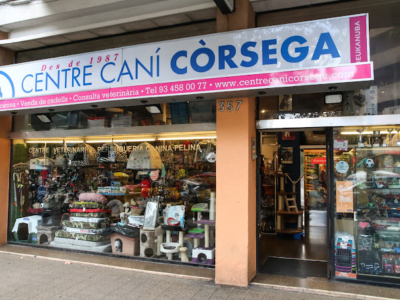 Des de 1987
CENTRE CANÍ CÒRSEGA
EUKANUBA
Venda de cadells • Consulta veterinària • Tel 93 458 00 77 • www.centrecanicorsega.com
357
CENTRE VETERINARI PERRUQUERIA CANINA-FELINA